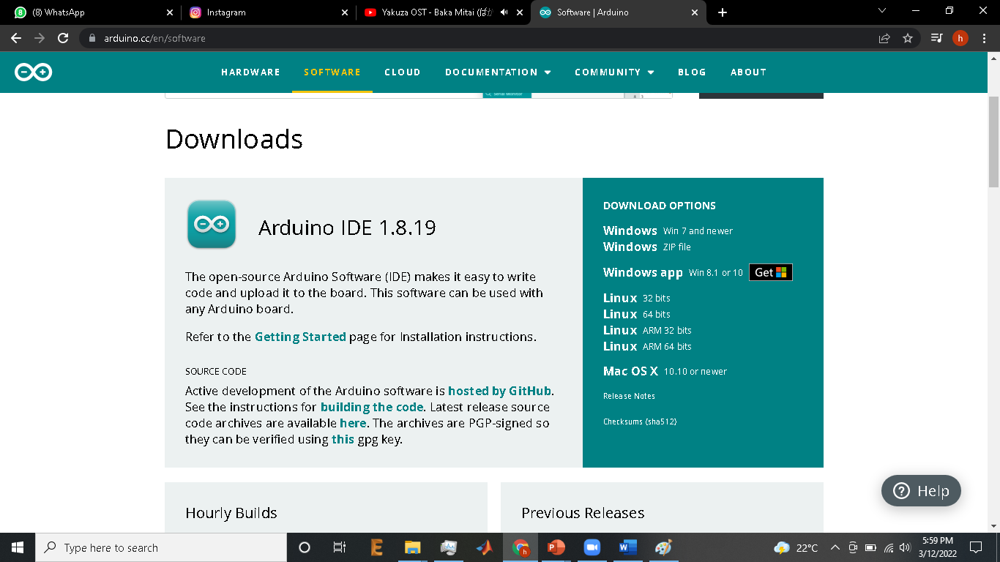 (8) WhatsApp
Instagram
Yakuza OST - Baka Mitai (ばか
Software | Arduino
arduino.cc/en/software
h
HARDWARE SOFTWARE CLOUD DOCUMENTATION COMMUNITY BLOG ABOUT
Serial Monitor
Downloads
Arduino IDE 1.8.19
The open-source Arduino Software (IDE) makes it easy to write
code and upload it to the board. This software can be used with
any Arduino board.
Refer to the Getting Started page for Installation instructions.
SOURCE CODE
Active development of the Arduino software is hosted by GitHub.
See the instructions for building the code. Latest release source
code archives are available here. The archives are PGP-signed so
they can be verified using this gpg key.
DOWNLOAD OPTIONS
Windows Win 7 and newer
Windows ZIP file
Windows app Win 8.1 or 10 Get
Linux 32 bits
Linux 64 bits
Linux ARM 32 bits
Linux ARM 64 bits
Mac OS X 10.10 or newer
Release Notes
Checksums (sha512)
Help
Hourly Builds
Previous Releases
Type here to search
22°C
5:59 PM
3/12/2022